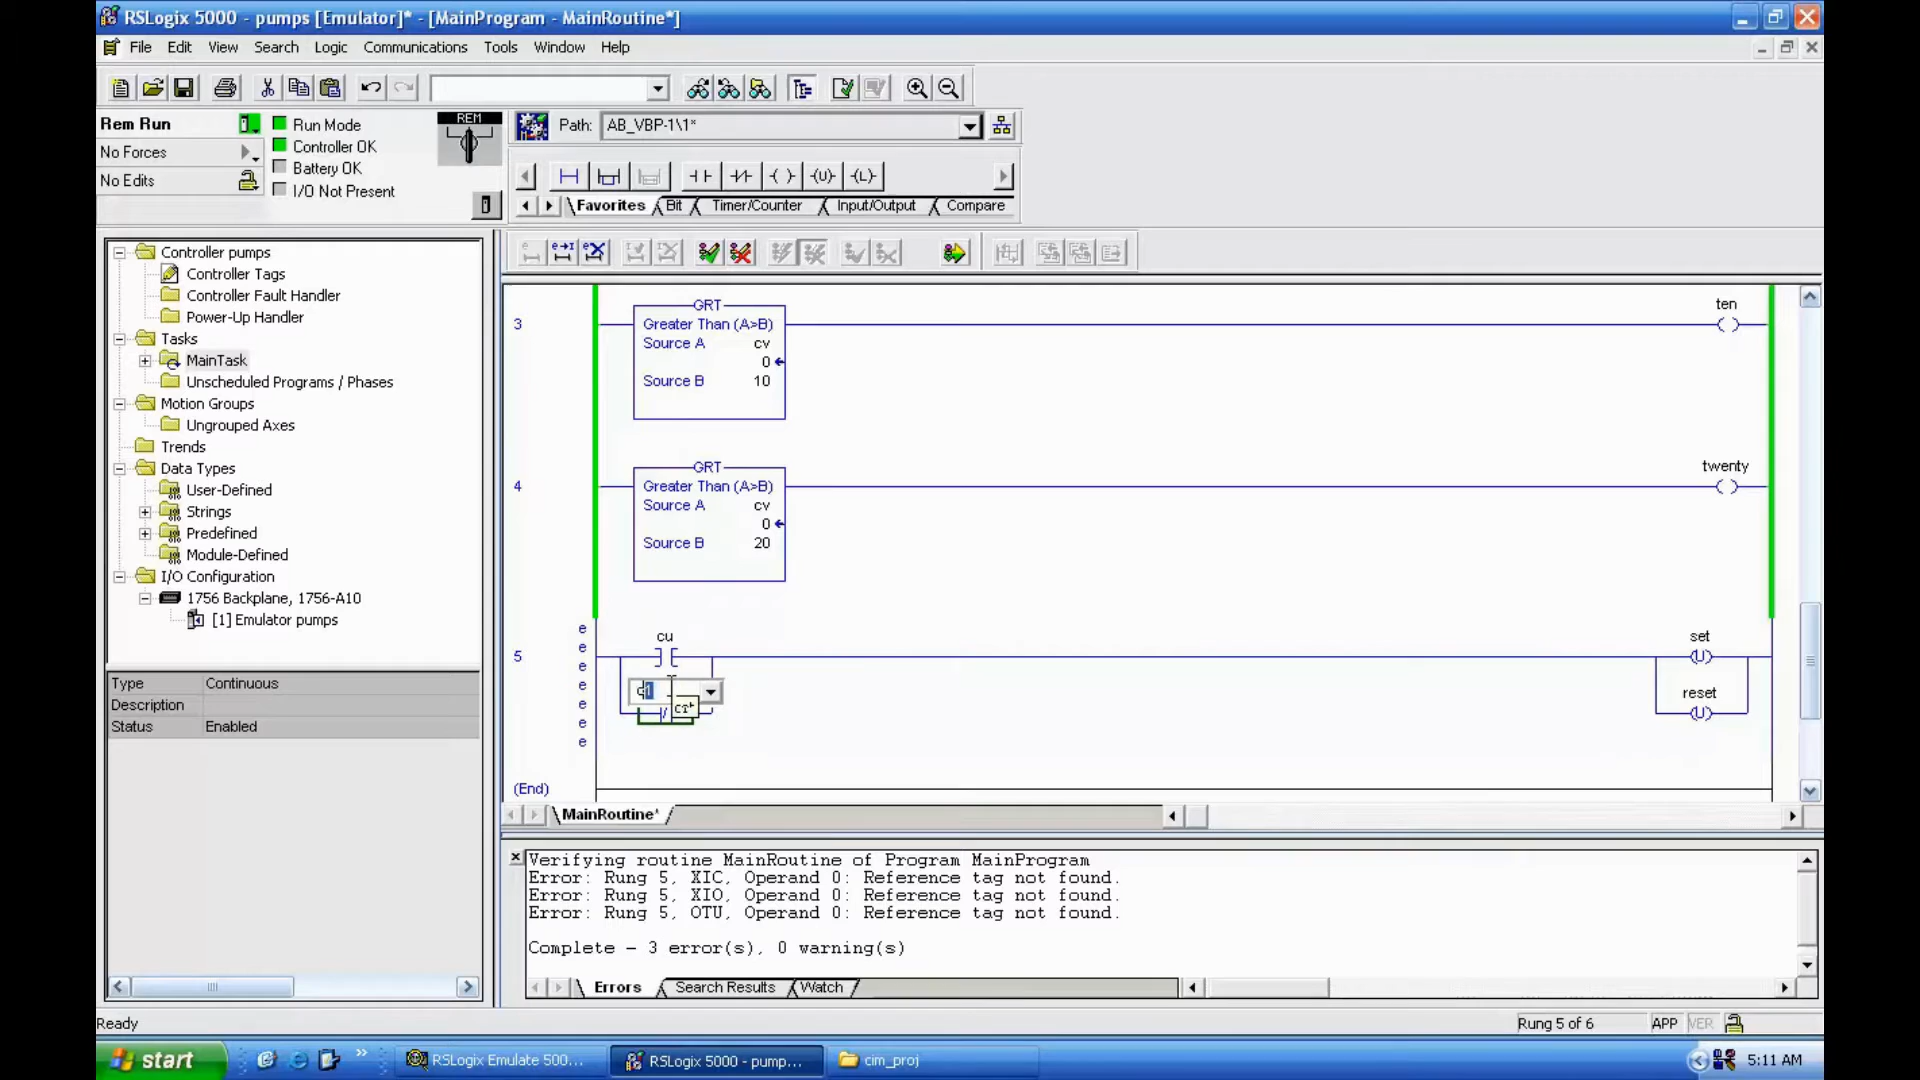 RSLogix 5000 - pumps [Emulator]* - [MainProgram - MainRoutine*]
File Edit View Search Logic Communications Tools Window Help
Rem Run
No Forces
No Edits
Run Mode
Controller OK
Battery OK
I/O Not Present
REM
Path: AB_VBP-1\1*
Favorites Bit Timer/Counter Input/Output Compare
Controller pumps
Controller Tags
Controller Fault Handler
Power-Up Handler
Tasks
MainTask
Unscheduled Programs / Phases
Motion Groups
Ungrouped Axes
Trends
Data Types
User-Defined
Strings
Predefined
Module-Defined
I/O Configuration
1756 Backplane, 1756-A10
[1] Emulator pumps
Type Continuous
Description
Status Enabled
3
GRT
Greater Than (A>B)
Source A cv
0
Source B 10
ten
4
GRT
Greater Than (A>B)
Source A cv
0
Source B 20
twenty
5
e
e
e
e
e
e
e
cu
set
U
reset
U
(End)
MainRoutine*
Verifying routine MainRoutine of Program MainProgram
Error: Rung 5, XIC, Operand 0: Reference tag not found.
Error: Rung 5, XIO, Operand 0: Reference tag not found.
Error: Rung 5, OTU, Operand 0: Reference tag not found.
Complete - 3 error(s), 0 warning(s)
Errors Search Results Watch
Ready
Rung 5 of 6 APP VER
start RSLogix Emulate 500... RSLogix 5000 - pump... cim_proj 5:11 AM